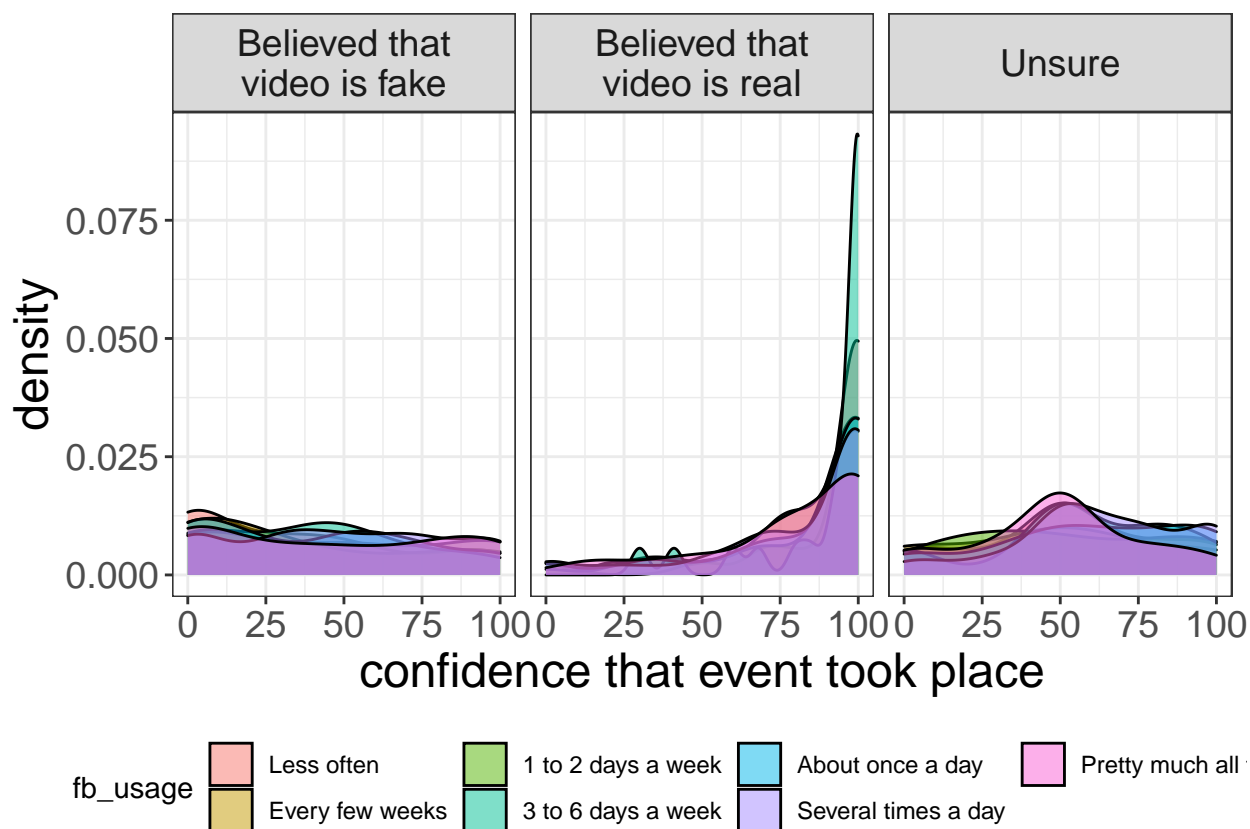 Believed that
video is fake
Believed that
video is real
Unsure
density
0.075
0.050
0.025
0.000
0 25 50 75 100
0 25 50 75 100
0 25 50 75 100
confidence that event took place
fb_usage
Less often
Every few weeks
1 to 2 days a week
3 to 6 days a week
About once a day
Several times a day
Pretty much all